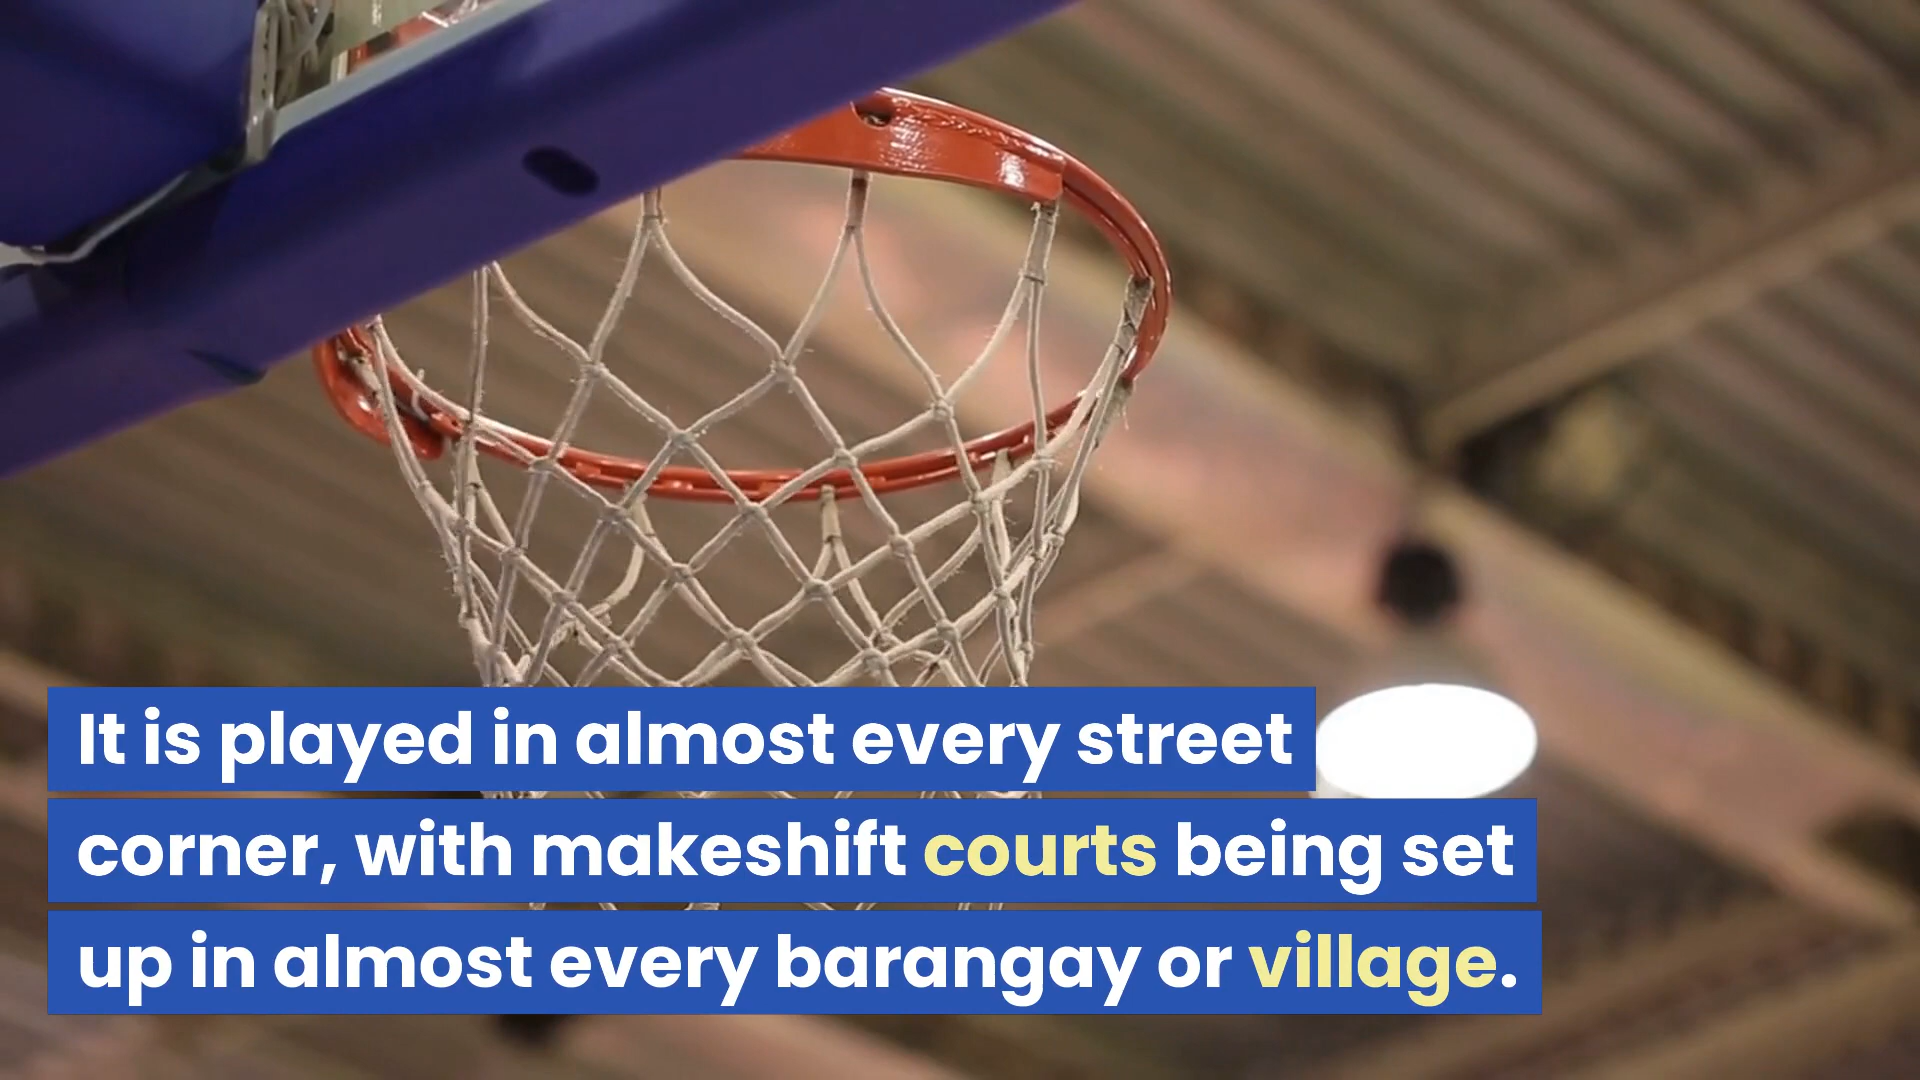 It is played in almost every street
corner, with makeshift courts being set
up in almost every barangay or village.